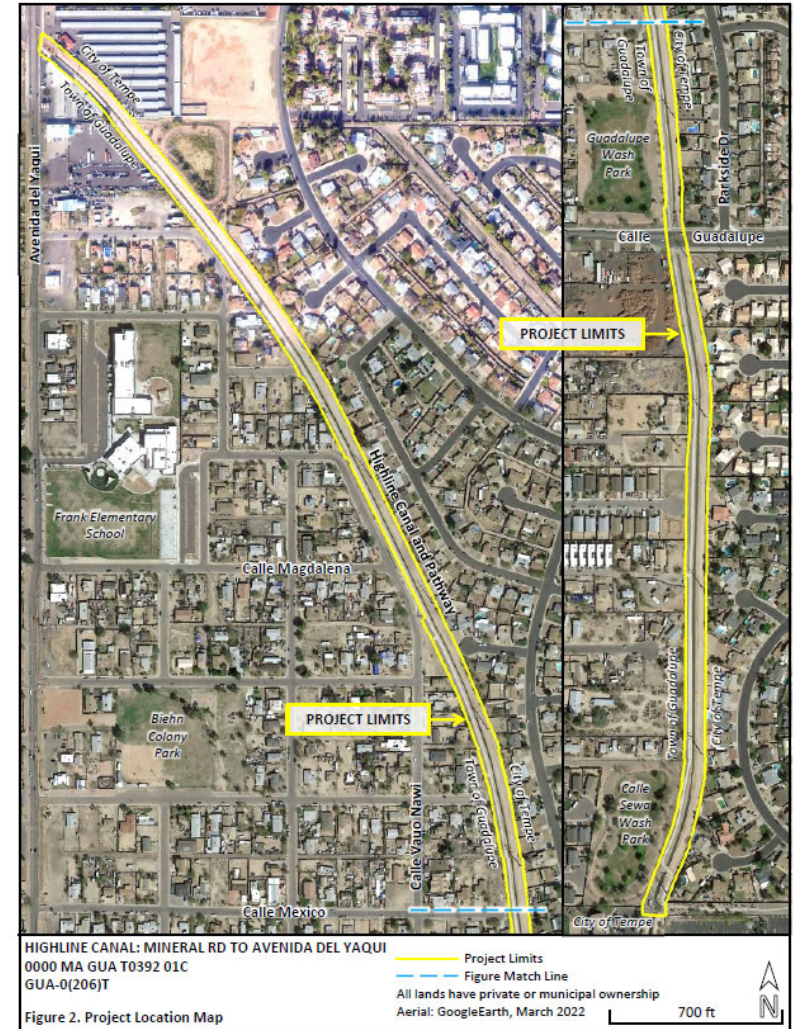 City of Tempe
Town of Guadalupe
Avenida del Yaqui
Frank Elementary
School
Highline Canal and Pathway
Calle Magdalena
PROJECT LIMITS
Biehn
Colony
Park
Town of Guadalupe
City of Tempe
Calle Vauo Nawi
Calle Mexico
Town of
Guadalupe
City of Tempe
Guadalupe
Wash
Park
Parkside Dr
Calle Guadalupe
PROJECT LIMITS
Town of Guadalupe
City of Tempe
Calle
Sewa
Wash
Park
City of Tempe
HIGHLINE CANAL: MINERAL RD TO AVENIDA DEL YAQUI
0000 MA GUA T0392 01C
GUA-0(206)T
Figure 2. Project Location Map
Project Limits
Figure Match Line
All lands have private or municipal ownership
Aerial: GoogleEarth, March 2022
700 ft
N